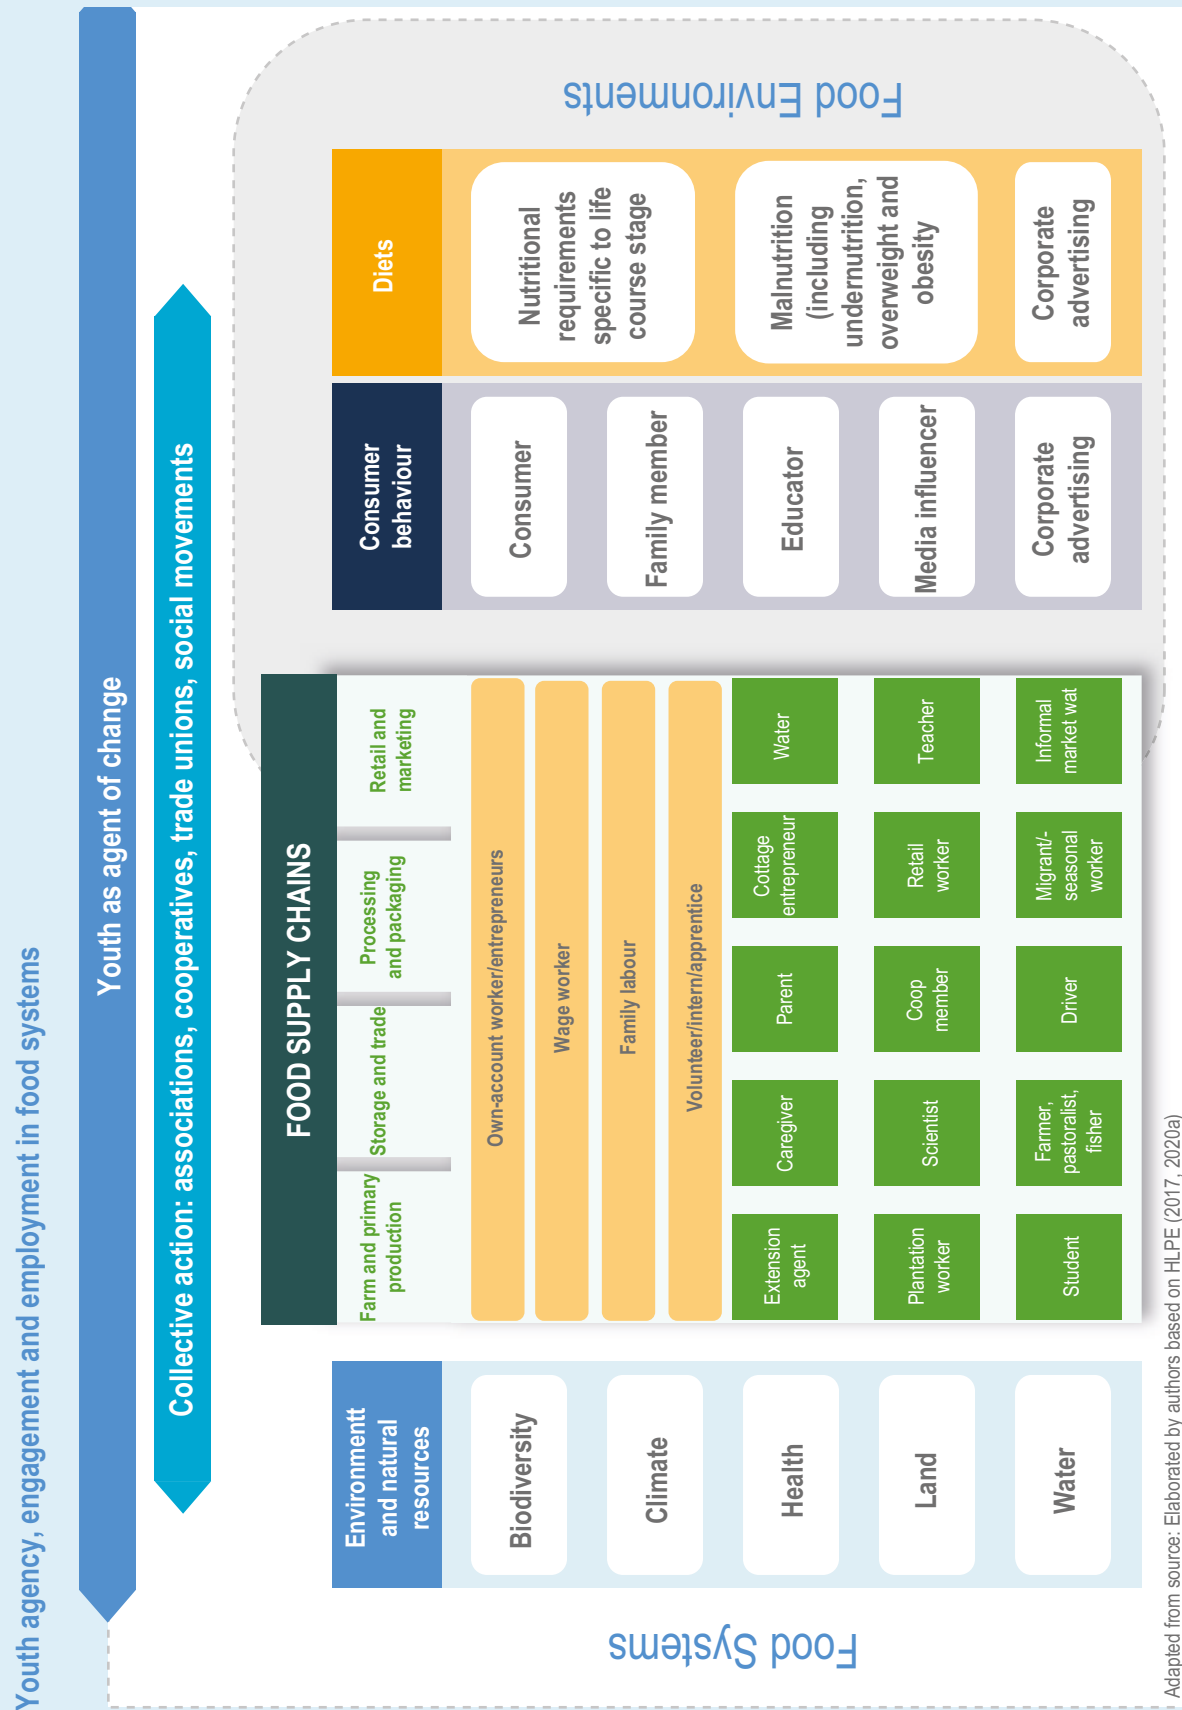 Youth agency, engagement and employment in food systems
Youth as agent of change
Collective action: associations, cooperatives, trade unions, social movements
Food Systems
Environmentt
and natural
resources
Biodiversity
Climate
Health
Land
Water
FOOD SUPPLY CHAINS
Farm and primary
production
Storage and trade
Processing
and packaging
Retail and
marketing
Own-account worker/entrepreneurs
Wage worker
Family labour
Volunteer/intern/apprentice
Extension
agent
Caregiver
Parent
Cottage
entrepreneur
Water
Plantation
worker
Scientist
Coop
member
Retail
worker
Teacher
Student
Farmer,
pastoralist,
fisher
Driver
Migrant/-
seasonal
worker
Informal
market wat
Consumer
behaviour
Consumer
Family member
Educator
Media influencer
Corporate
advertising
Diets
Nutritional
requirements
specific to life
course stage
Malnutrition
(including
undernutrition,
overweight and
obesity
Corporate
advertising
Food Environments
Adapted from source: Elaborated by authors based on HLPE (2017, 2020a)